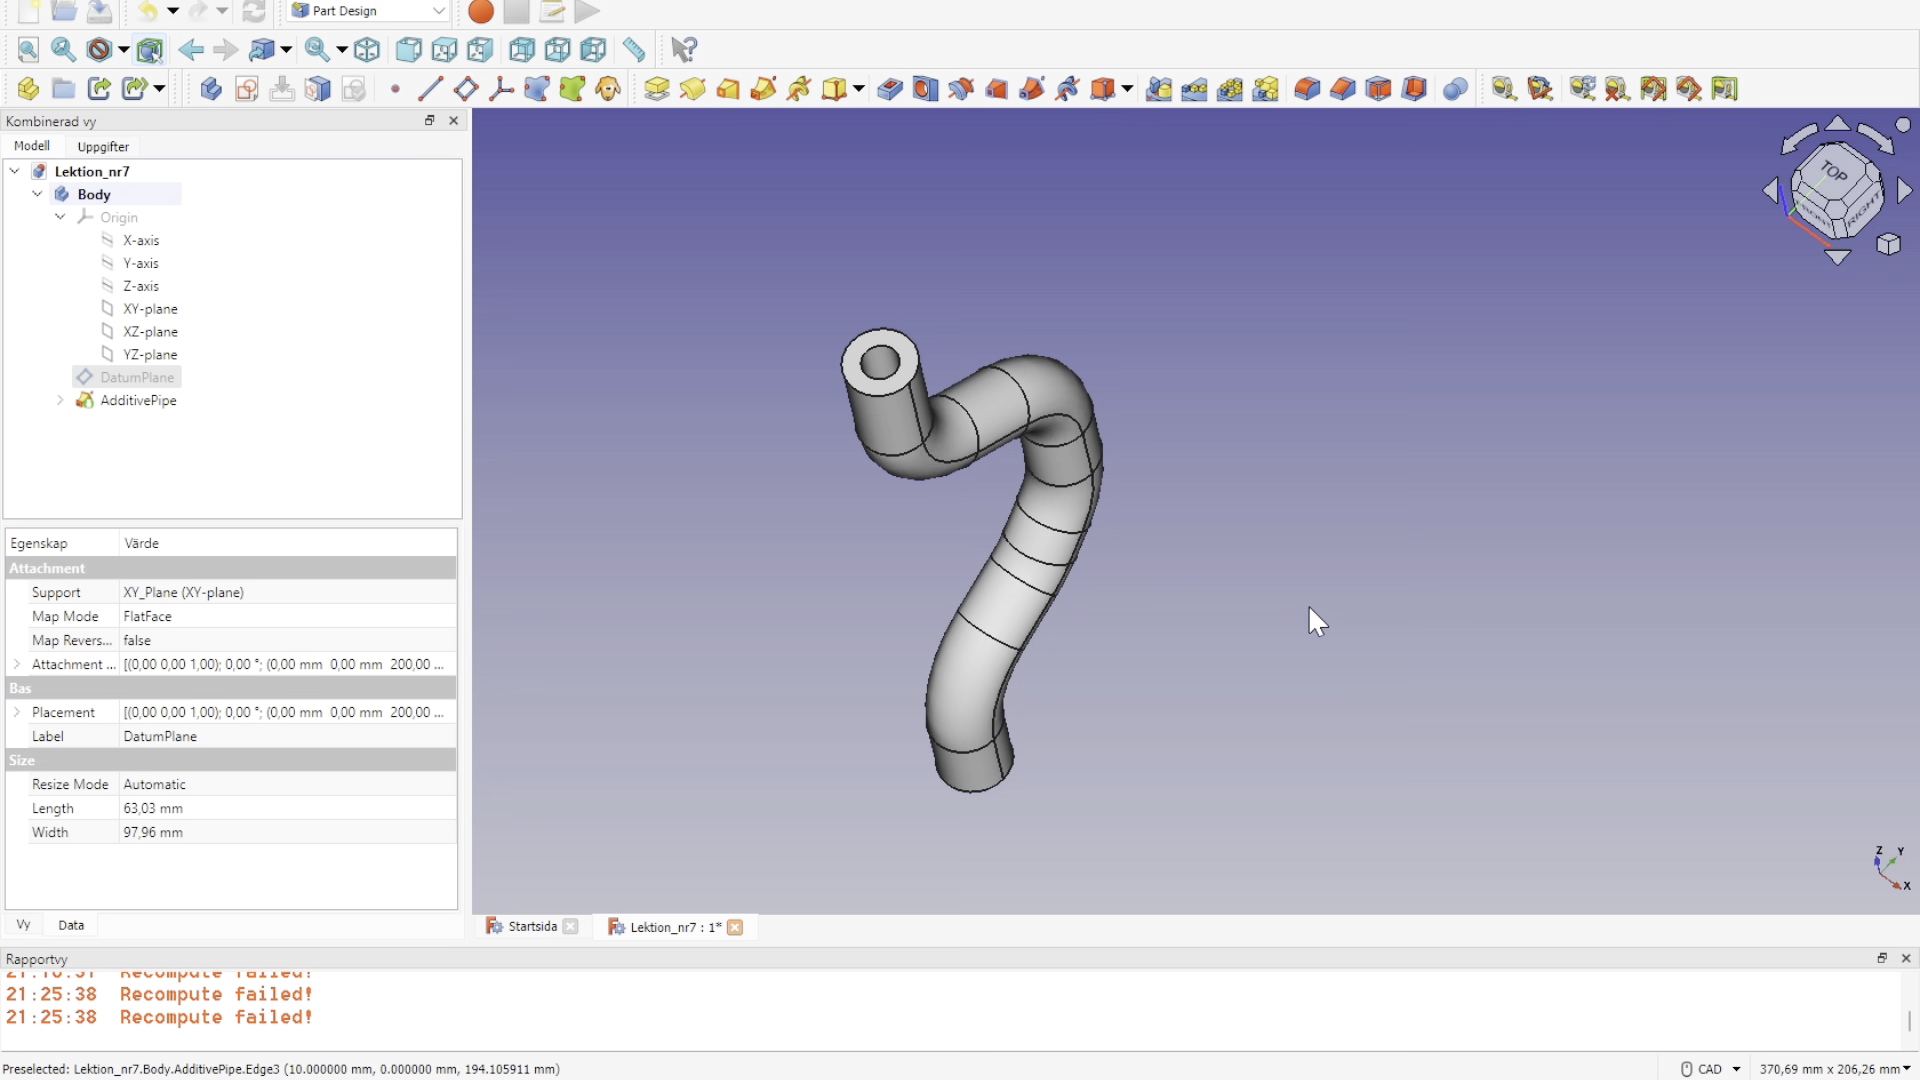 Part Design
Kombinerad vy
Modell Uppgifter
Lektion_nr7
Body
Origin
X-axis
Y-axis
Z-axis
XY-plane
XZ-plane
YZ-plane
DatumPlane
AdditivePipe
Egenskap Värde
Attachment
Support XY_Plane (XY-plane)
Map Mode FlatFace
Map Revers... false
Attachment ... [(0,00 0,00 1,00); 0,00 °; (0,00 mm 0,00 mm 200,00 ...
Bas
Placement [(0,00 0,00 1,00); 0,00 °; (0,00 mm 0,00 mm 200,00 ...
Label DatumPlane
Size
Resize Mode Automatic
Length 63,03 mm
Width 97,96 mm
Vy Data
TOP
FRONT RIGHT
Z Y
X
Startsida Lektion_nr7 : 1*
Rapportvy
Recompute failed!
21:25:38 Recompute failed!
21:25:38 Recompute failed!
Preselected: Lektion_nr7.Body.AdditivePipe.Edge3 (10.000000 mm, 0.000000 mm, 194.105911 mm)
CAD 370,69 mm x 206,26 mm